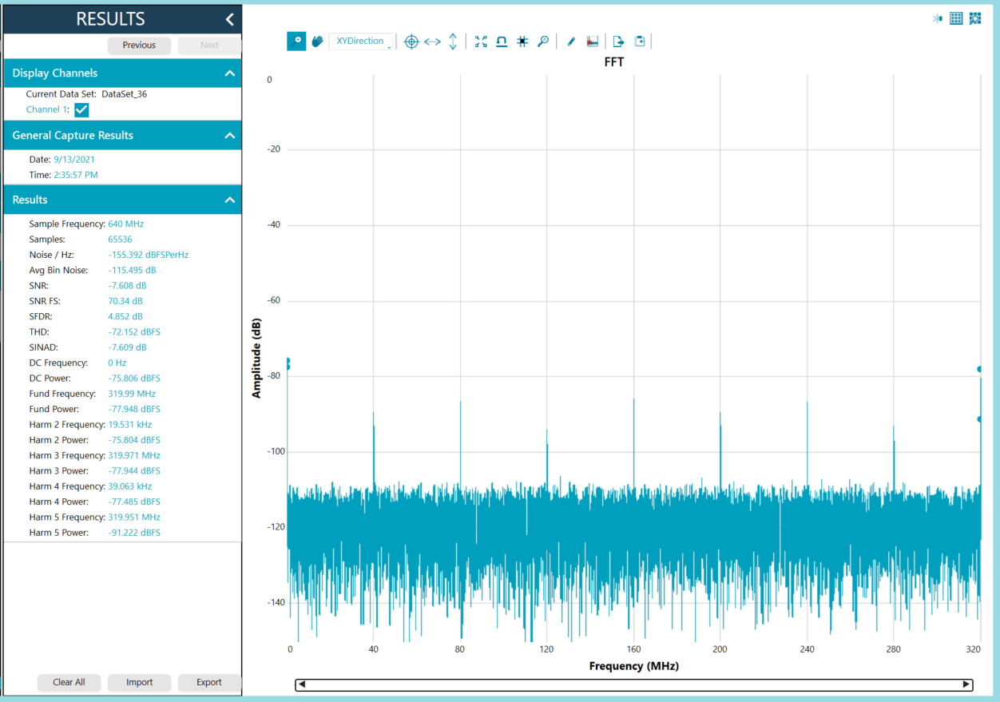 RESULTS
Previous Next
Display Channels
Current Data Set: DataSet_36
Channel 1:
General Capture Results
Date: 9/13/2021
Time: 2:35:57 PM
Results
Sample Frequency: 640 MHz
Samples: 65536
Noise / Hz: -155.392 dBFSPerHz
Avg Bin Noise: -115.495 dB
SNR: -7.608 dB
SNR FS: 70.34 dB
SFDR: 4.852 dB
THD: -72.152 dBFS
SINAD: -7.609 dB
DC Frequency: 0 Hz
DC Power: -75.806 dBFS
Fund Frequency: 319.99 MHz
Fund Power: -77.948 dBFS
Harm 2 Frequency: 19.531 kHz
Harm 2 Power: -75.804 dBFS
Harm 3 Frequency: 319.971 MHz
Harm 3 Power: -77.944 dBFS
Harm 4 Frequency: 39.063 kHz
Harm 4 Power: -77.485 dBFS
Harm 5 Frequency: 319.951 MHz
Harm 5 Power: -91.222 dBFS
Clear All Import Export
XYDirection
FFT
Amplitude (dB)
0
-20
-40
-60
-80
-100
-120
-140
0 40 80 120 160 200 240 280 320
Frequency (MHz)